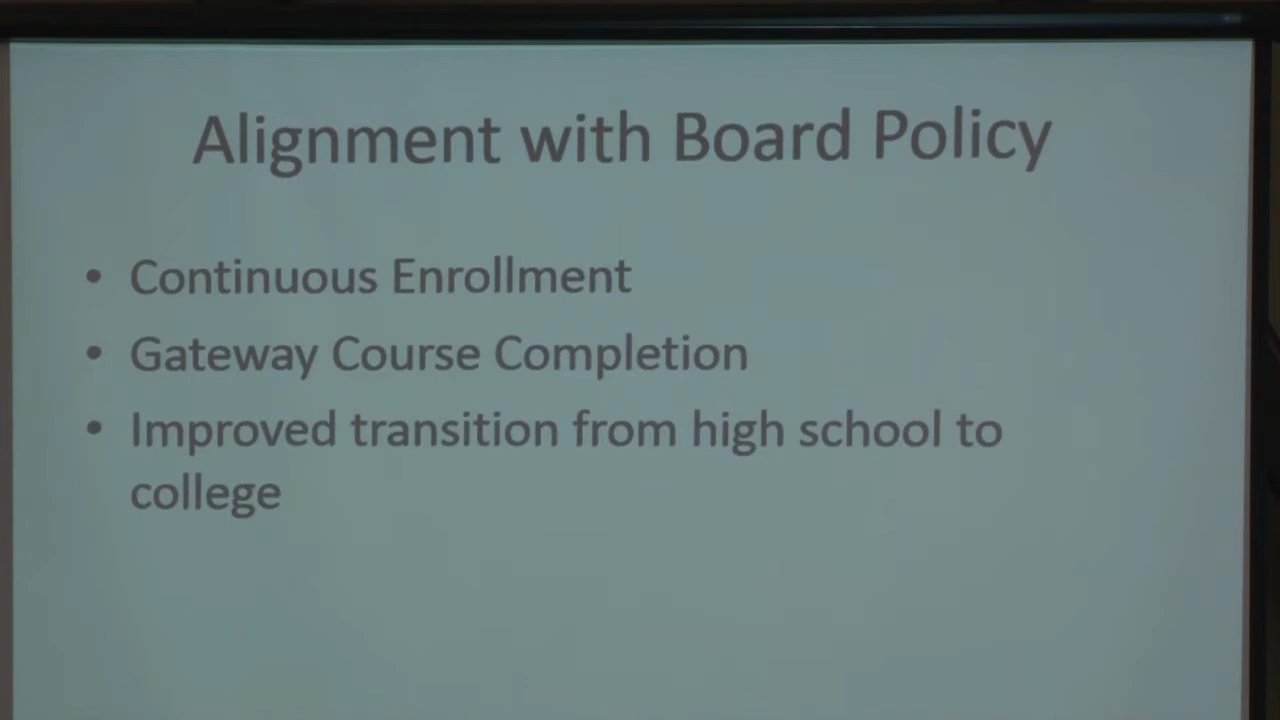 Alignment with Board Policy
• Continuous Enrollment
• Gateway Course Completion
• Improved transition from high school to
college